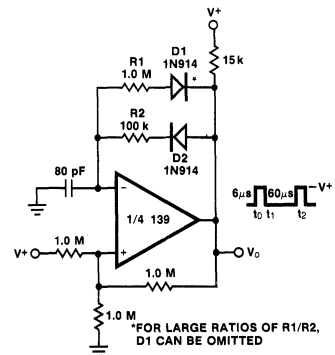 V+
D1
1N914
*
R1
1.0 M
15k
R2
100 k
D2
1N914
80 pF
−
1/4 139
+
6μs
60μs
V+
t0 t1 t2
V+
1.0 M
Vo
1.0 M
1.0 M
*FOR LARGE RATIOS OF R1/R2,
D1 CAN BE OMITTED